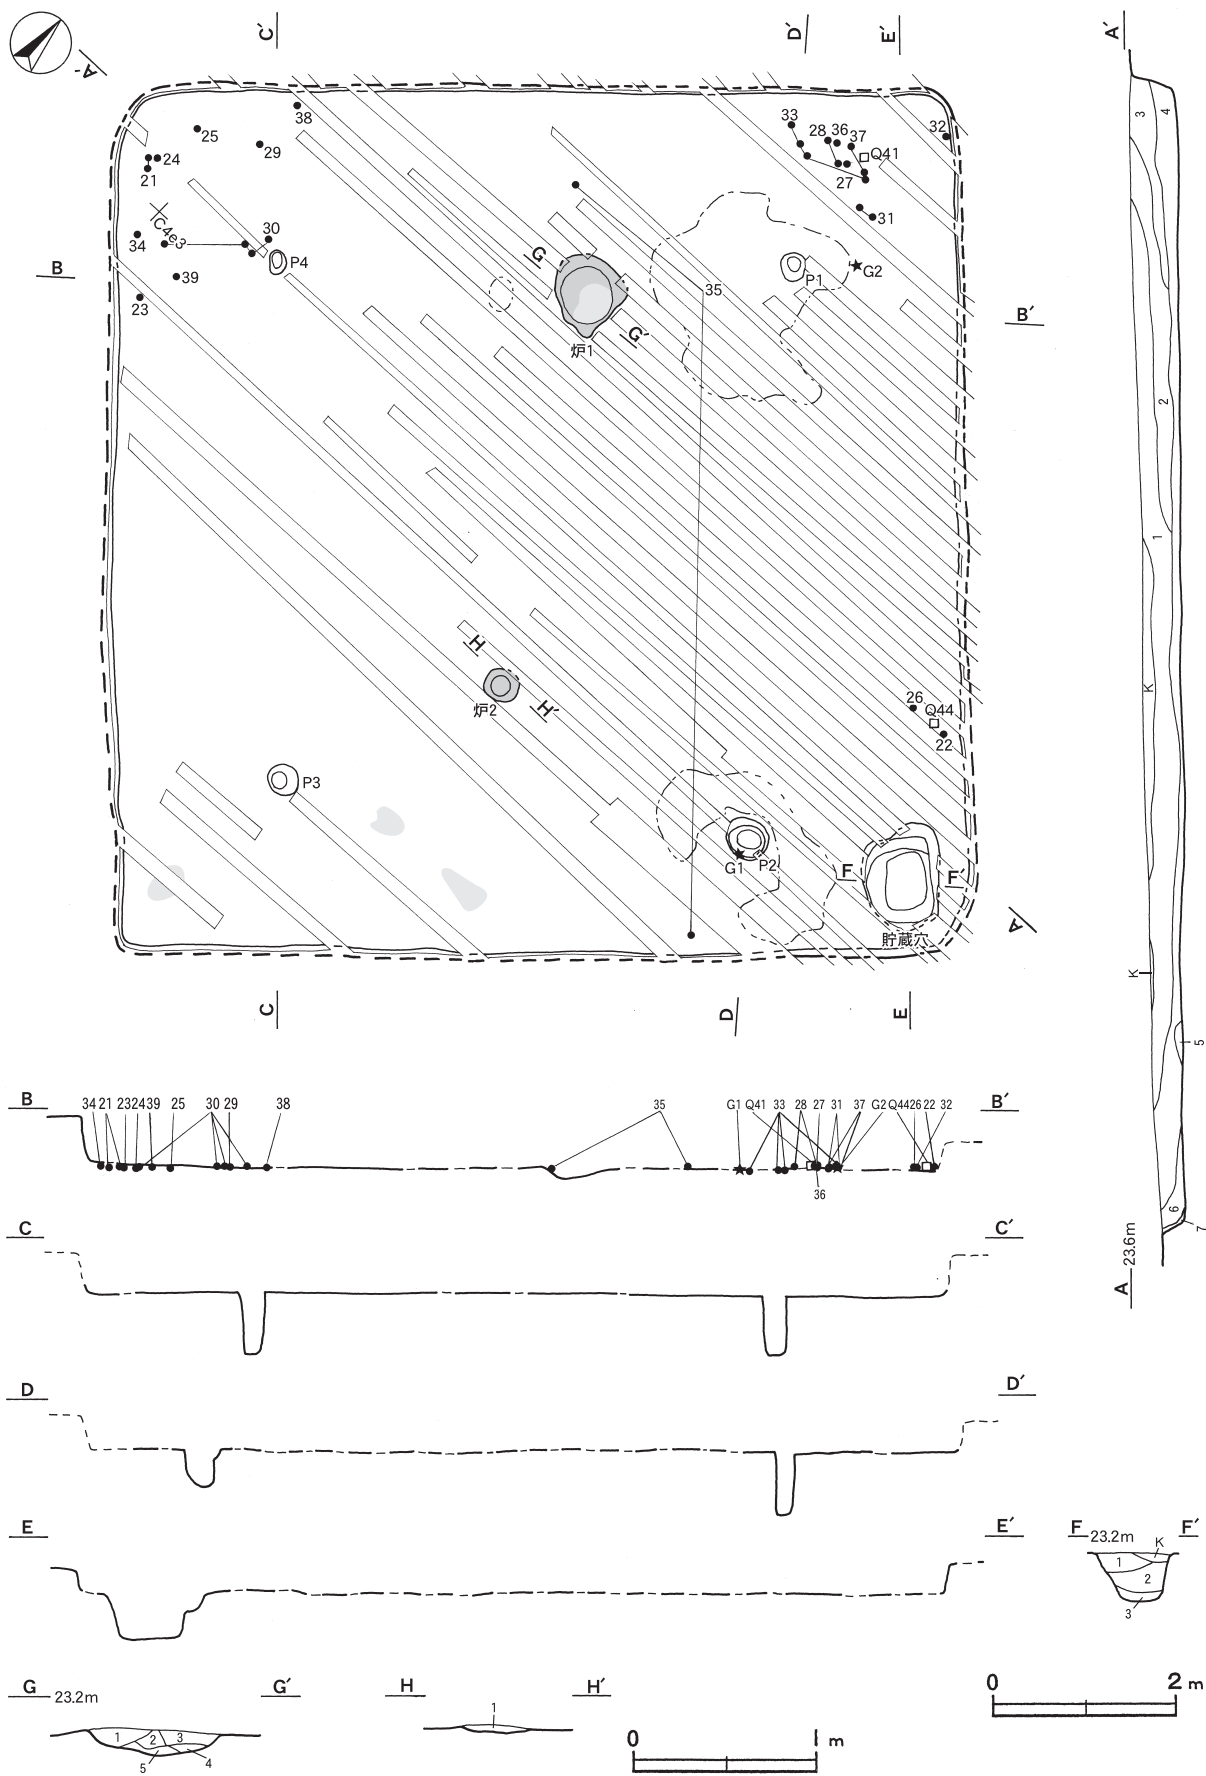 C′
D′
E′
A′
A′
38
25
29
24
21
33
28 36 37
Q41
27
32
31
C4e3
34
30
P4
39
23
B
G
G′
炉1
35
P1
G2
B′
3
4
2
1
K
K
5
6
7
A 23.6m
H
H′
炉2
P3
26
Q44
22
G1 P2
F
F′
貯蔵穴
A
C
D
E
B
34 21 23 24 39 25 30 29 38
35
G1 Q41 33 28 27 31 37 G2 Q44 26 22 32
36
B′
C
C′
D
D′
E
E′
F 23.2m
F′
K
1
2
3
G 23.2m
G′
1 2 3
5 4
H
H′
1
0 1 m
0 2 m